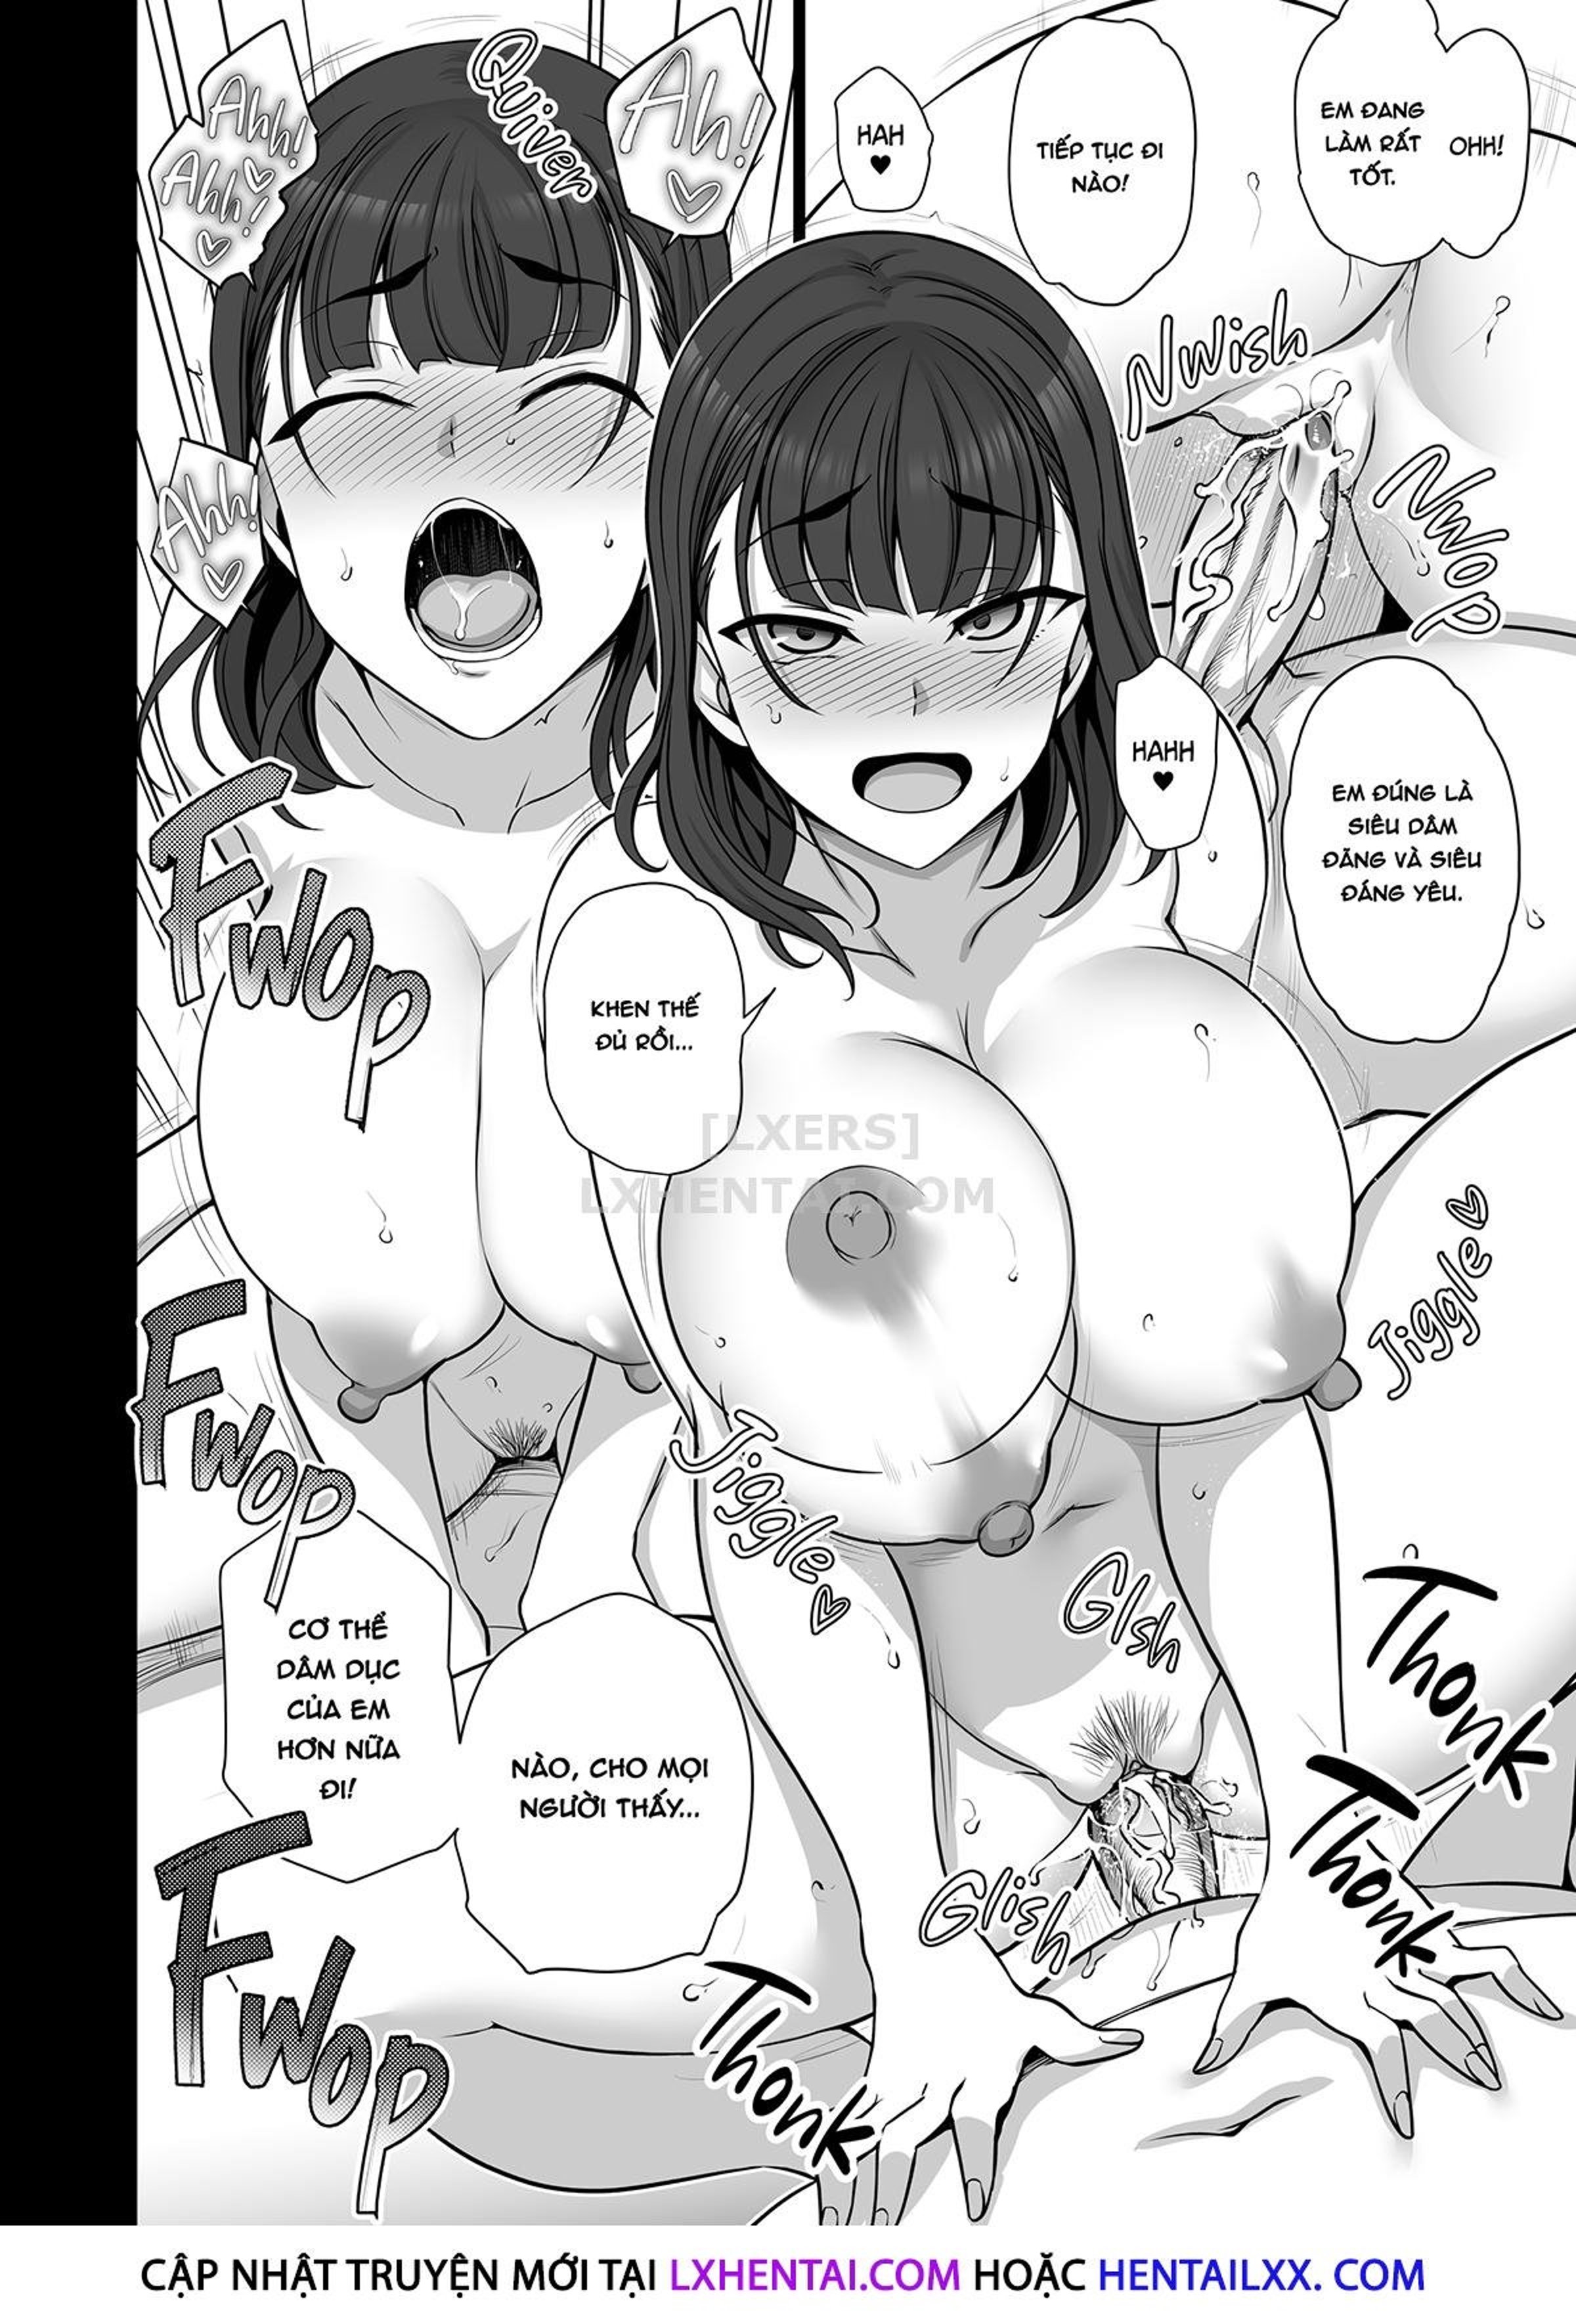 Ahh!
Ahh!
Ahh!
Quiver
Ah!
HAH
TIẾP TỤC ĐI
NÀO!
EM ĐANG
LÀM RẤT
TỐT.
OHH!
Nwish
Nwop
HAHH
EM ĐÚNG LÀ
SIÊU DÂM
ĐÃNG VÀ SIÊU
ĐÁNG YÊU.
Fwop
KHEN THẾ
ĐỦ RỒI...
[LXERS]
LXHENTAI.COM
Jiggle
Fwop
Jiggle
Glsh
Thonk
CƠ THỂ
DÂM DỤC
CỦA EM
HƠN NỮA
ĐI!
NÀO, CHO MỌI
NGƯỜI THẤY...
Thonk
Glish
Fwop
Thonk
CẬP NHẬT TRUYỆN MỚI TẠI LXHENTAI.COM HOẶC HENTAILXX. COM